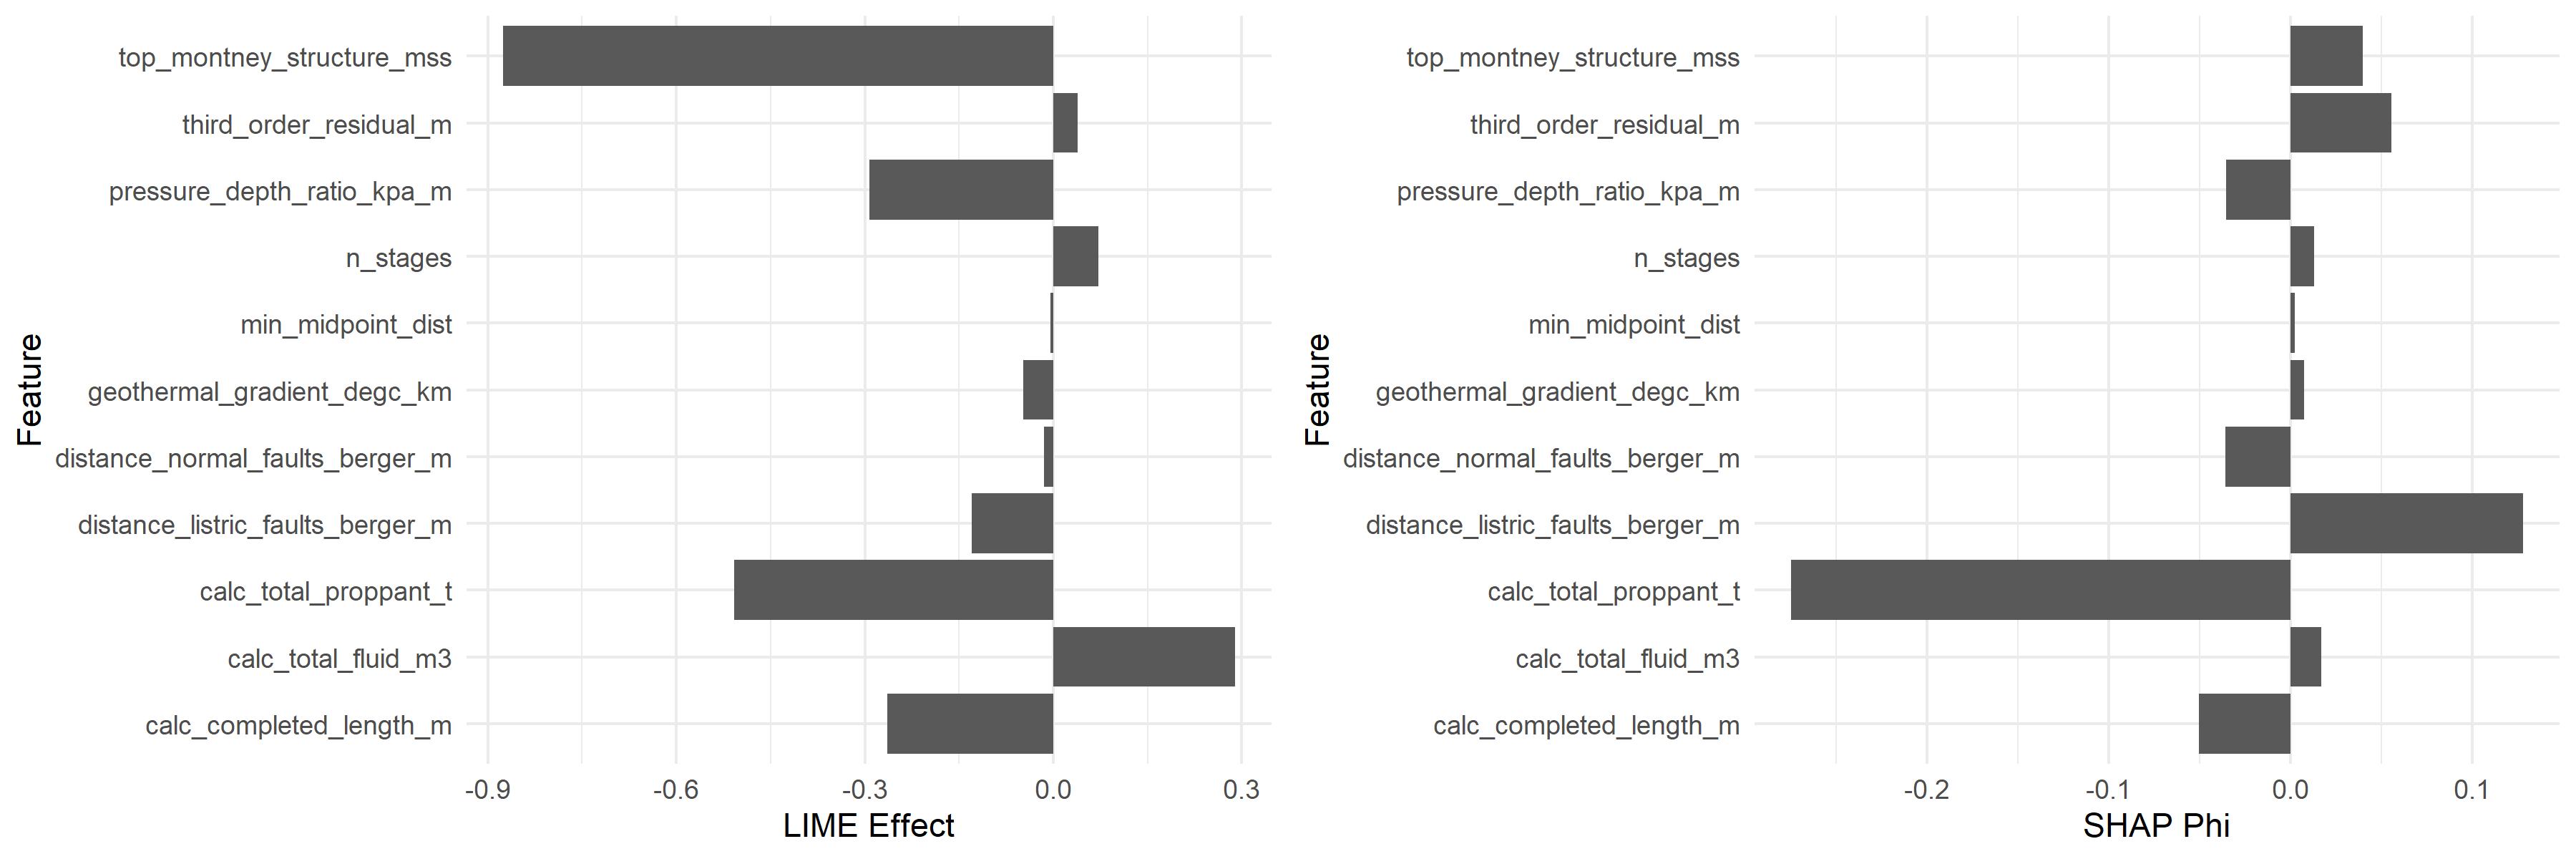 top_montney_structure_mss
third_order_residual_m
pressure_depth_ratio_kpa_m
n_stages
min_midpoint_dist
geothermal_gradient_degc_km
distance_normal_faults_berger_m
distance_listric_faults_berger_m
calc_total_proppant_t
calc_total_fluid_m3
calc_completed_length_m
Feature
-0.9 -0.6 -0.3 0.0 0.3
LIME Effect
top_montney_structure_mss
third_order_residual_m
pressure_depth_ratio_kpa_m
n_stages
min_midpoint_dist
geothermal_gradient_degc_km
distance_normal_faults_berger_m
distance_listric_faults_berger_m
calc_total_proppant_t
calc_total_fluid_m3
calc_completed_length_m
Feature
-0.2 -0.1 0.0 0.1
SHAP Phi